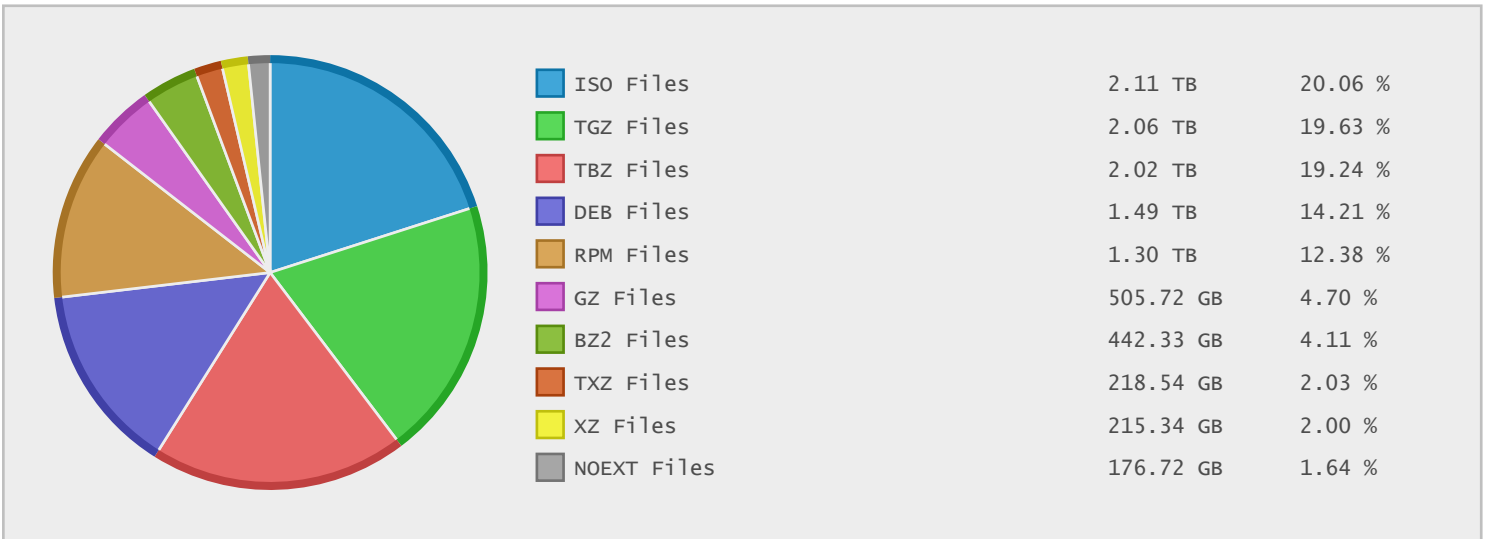 ISO Files 2.11 TB 20.06 %
TGZ Files 2.06 TB 19.63 %
TBZ Files 2.02 TB 19.24 %
DEB Files 1.49 TB 14.21 %
RPM Files 1.30 TB 12.38 %
GZ Files 505.72 GB 4.70 %
BZ2 Files 442.33 GB 4.11 %
TXZ Files 218.54 GB 2.03 %
XZ Files 215.34 GB 2.00 %
NOEXT Files 176.72 GB 1.64 %